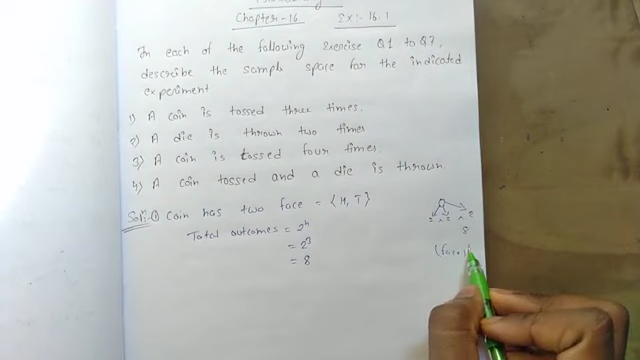 Chapter-16 Ex:- 16.1
In each of the following Exercise Q1 to Q7,
describe the sample space for the indicated
experiment
1) A coin is tossed three times.
2) A die is thrown two times
3) A coin is tossed four times.
4) A coin tossed and a die is thrown.
Sol:① Coin has two face = {H, T}
Total outcomes = 2ⁿ
= 2³
= 8
2 2
8
(face)